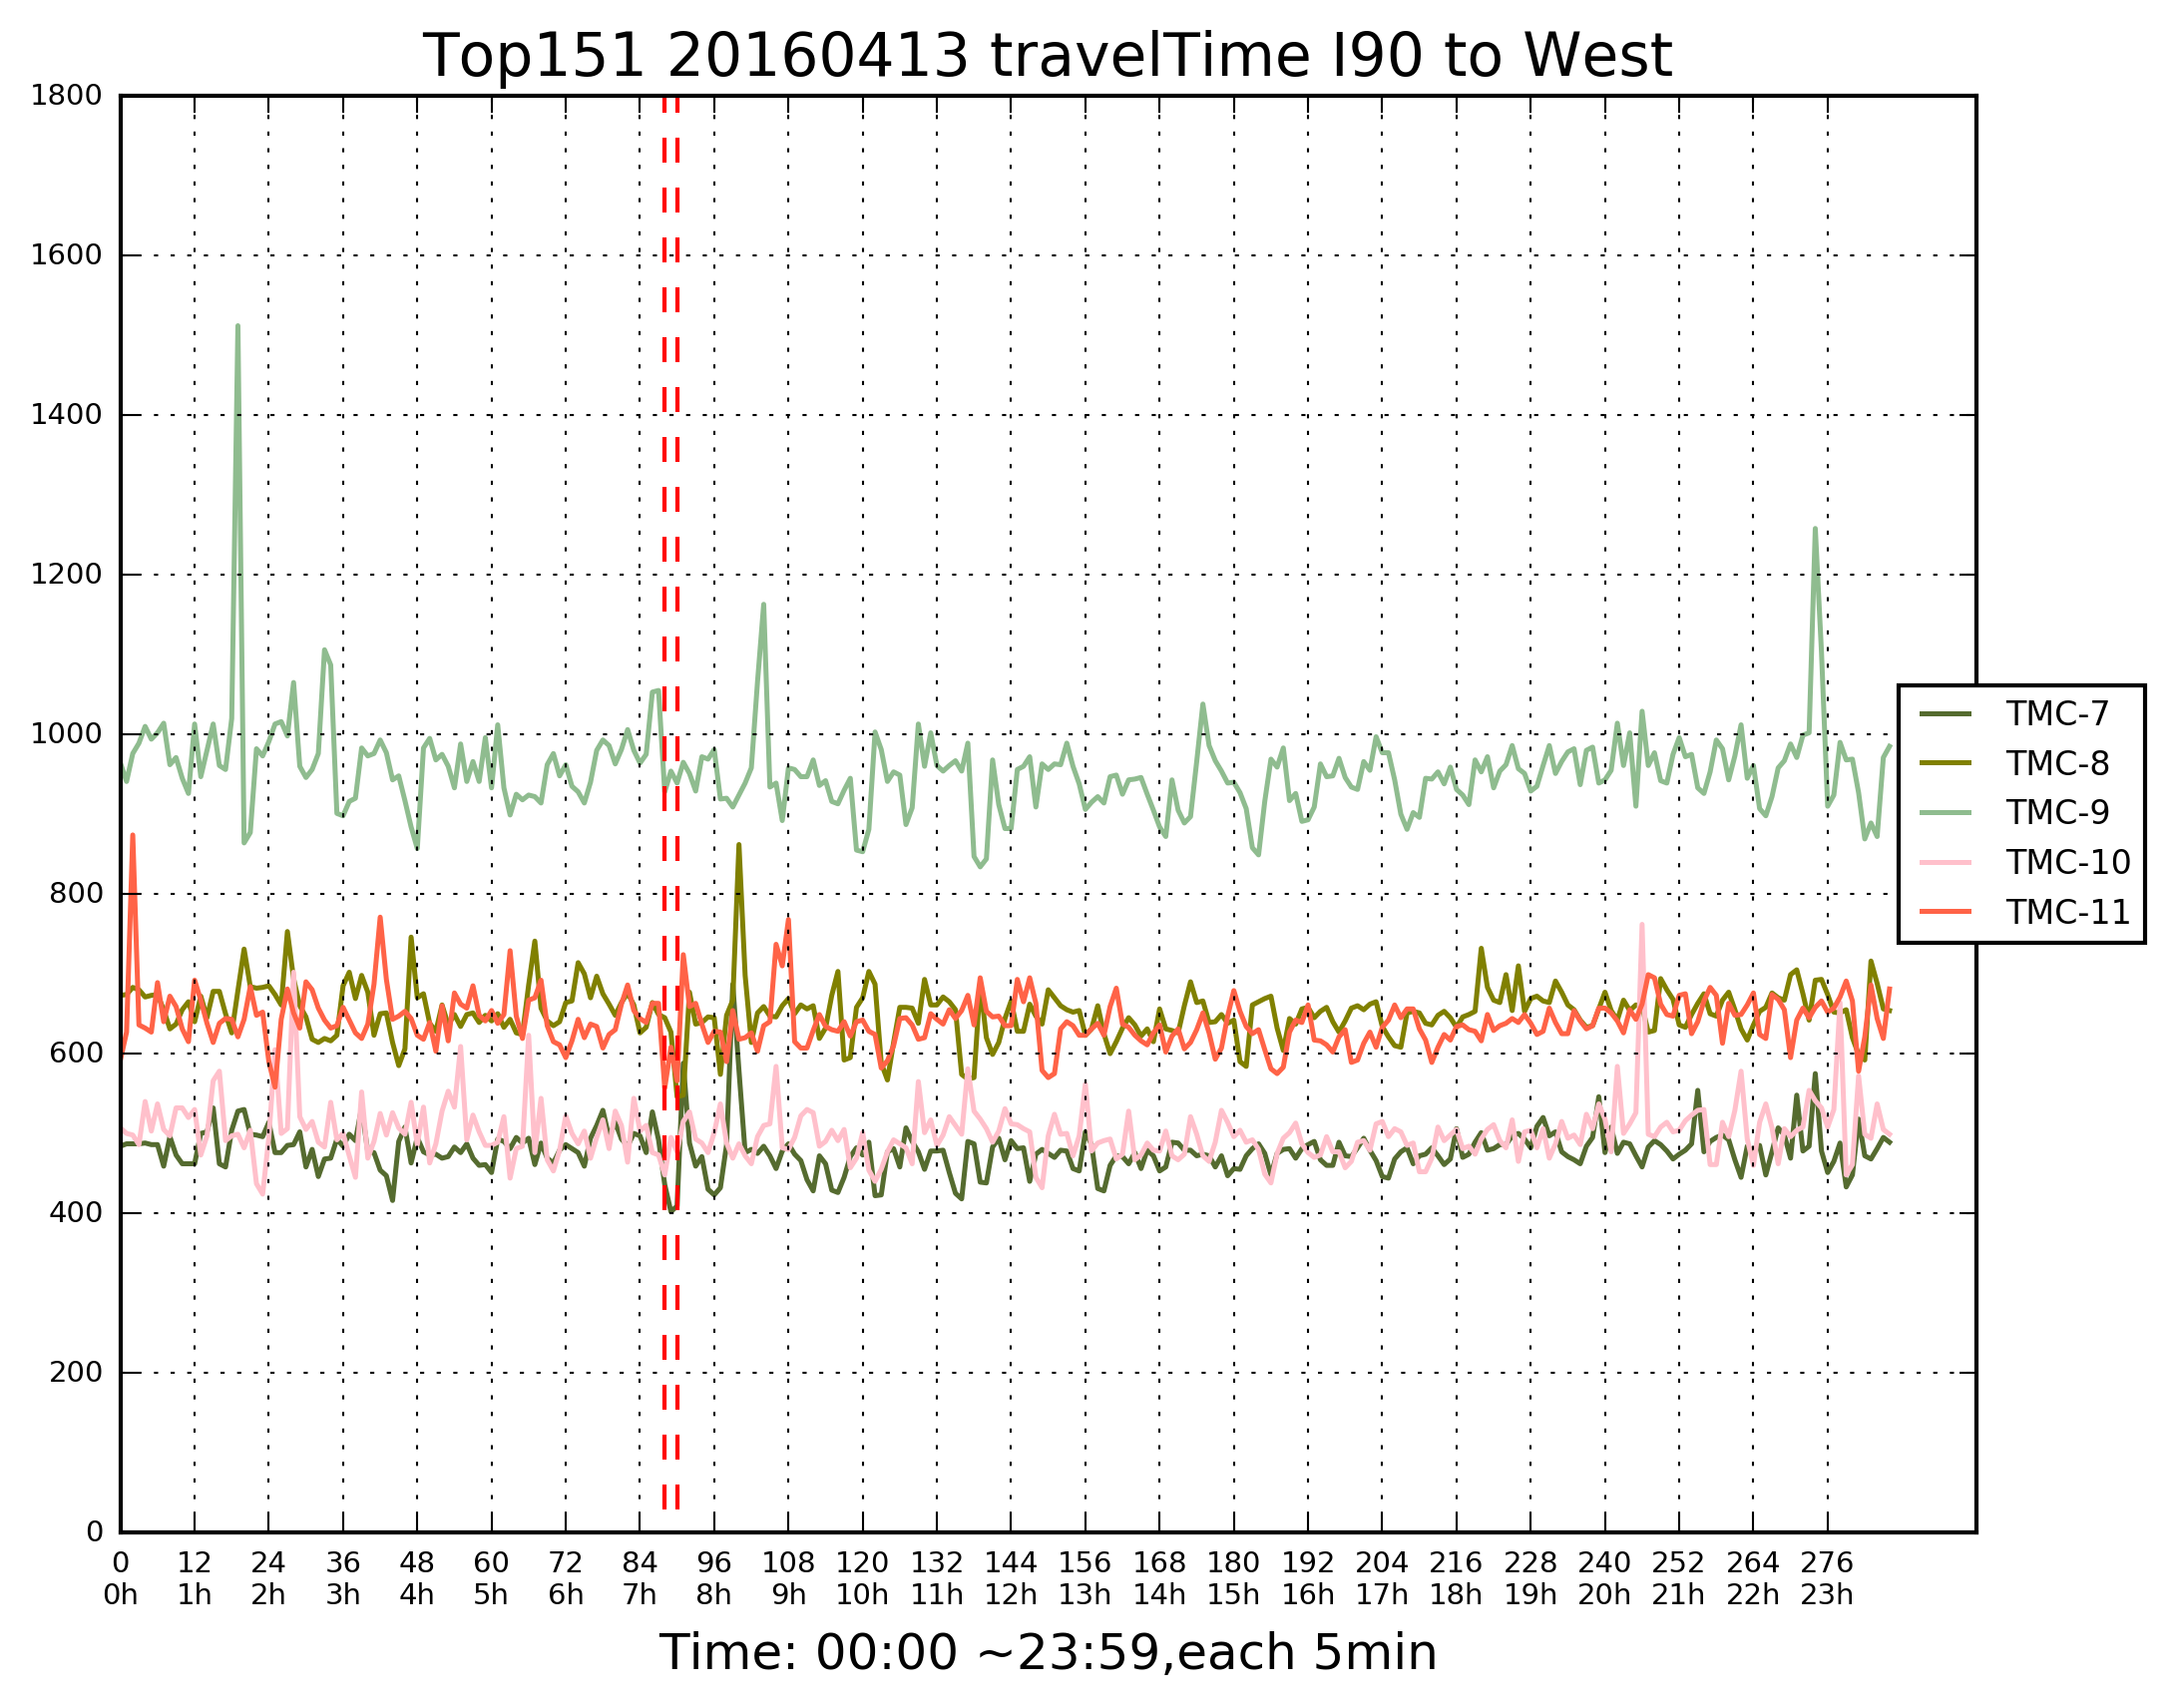 Top151 20160413 travelTime I90 to West
1800
1600
1400
1200
1000
800
600
400
200
0
TMC-7
TMC-8
TMC-9
TMC-10
TMC-11
0 12 24 36 48 60 72 84 96 108 120 132 144 156 168 180 192 204 216 228 240 252 264 276
0h 1h 2h 3h 4h 5h 6h 7h 8h 9h 10h 11h 12h 13h 14h 15h 16h 17h 18h 19h 20h 21h 22h 23h
Time: 00:00 ~23:59,each 5min